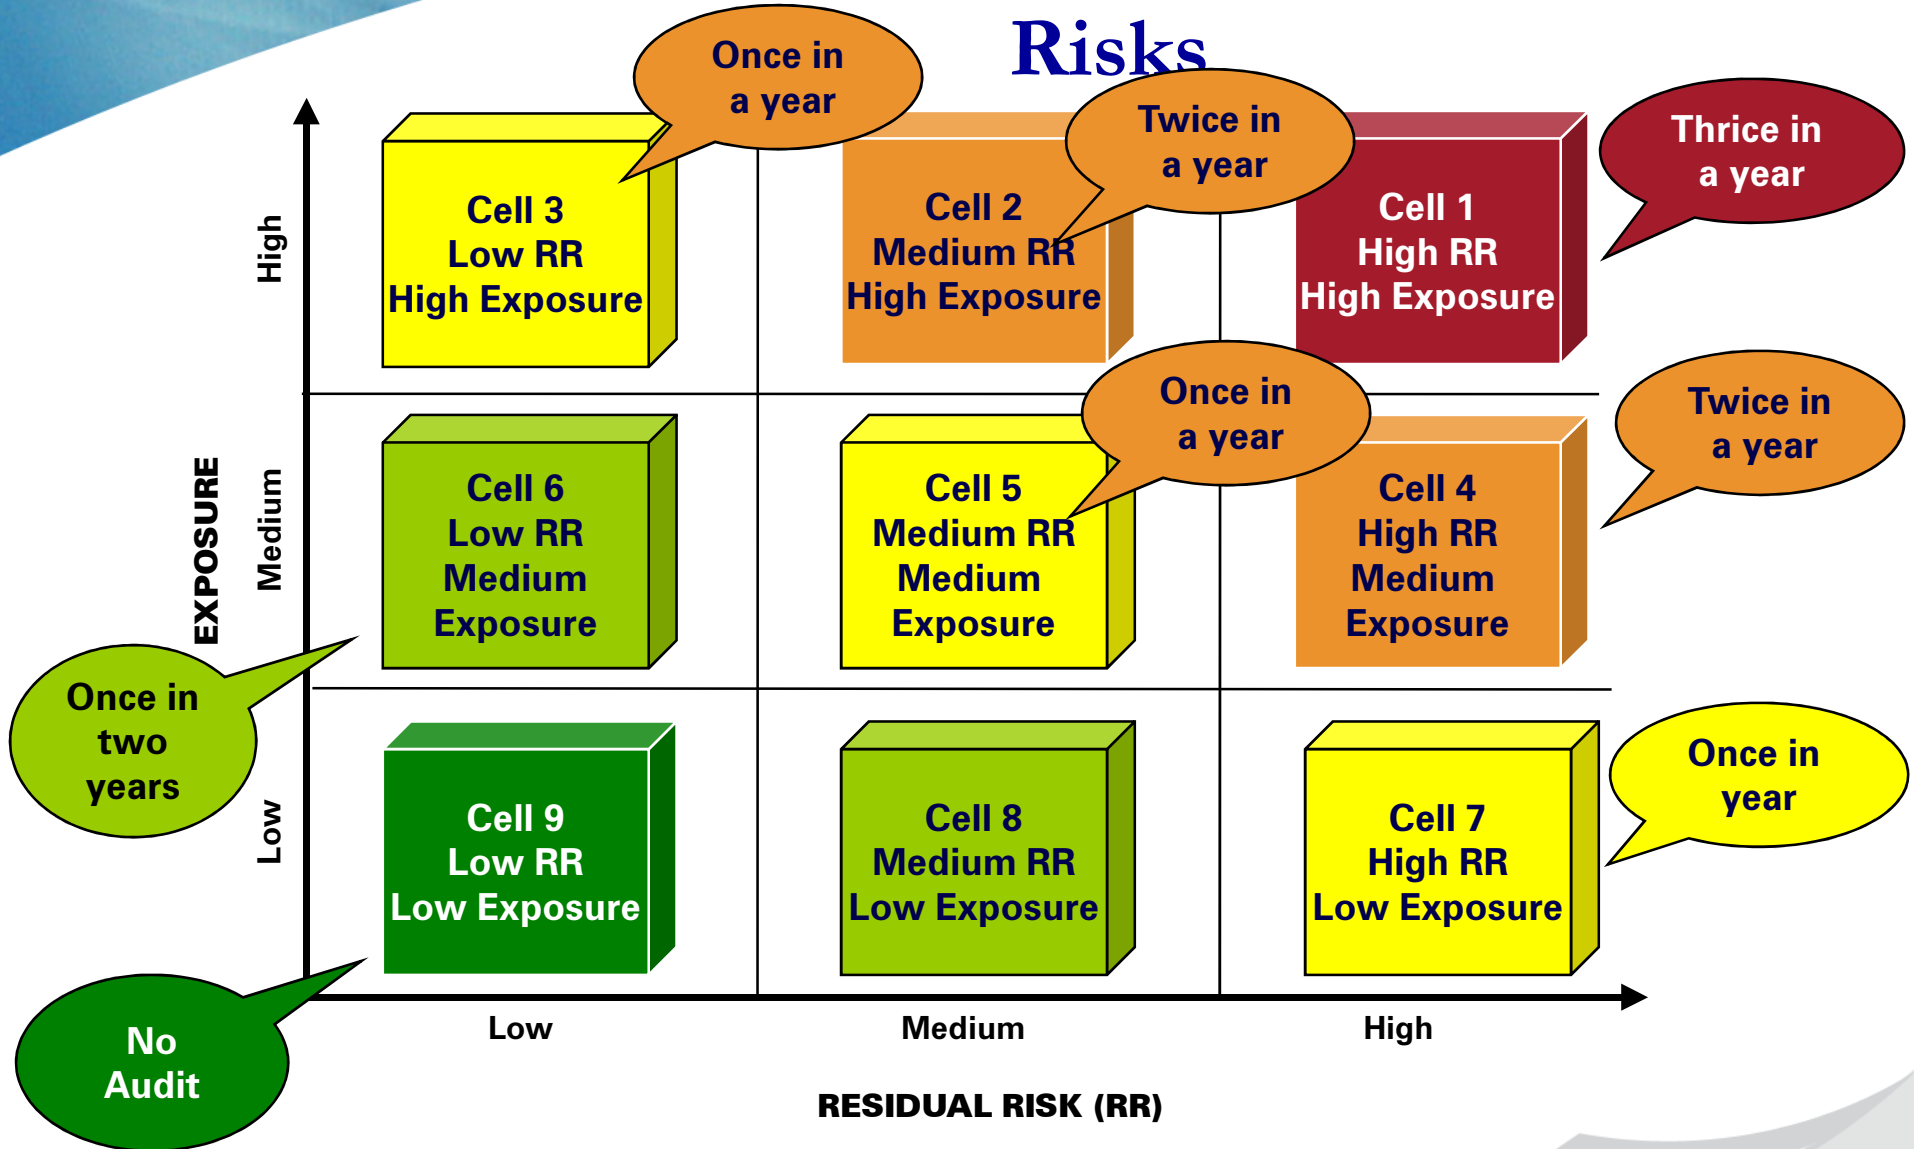 Risks
Once in
a year
Twice in
a year
Thrice in
a year
High
Cell 3
Low RR
High Exposure
Cell 2
Medium RR
High Exposure
Cell 1
High RR
High Exposure
Once in
a year
Twice in
a year
EXPOSURE
Medium
Cell 6
Low RR
Medium
Exposure
Cell 5
Medium RR
Medium
Exposure
Cell 4
High RR
Medium
Exposure
Once in
two
years
Once in
year
Low
Cell 9
Low RR
Low Exposure
Cell 8
Medium RR
Low Exposure
Cell 7
High RR
Low Exposure
No
Audit
Low
Medium
High
RESIDUAL RISK (RR)